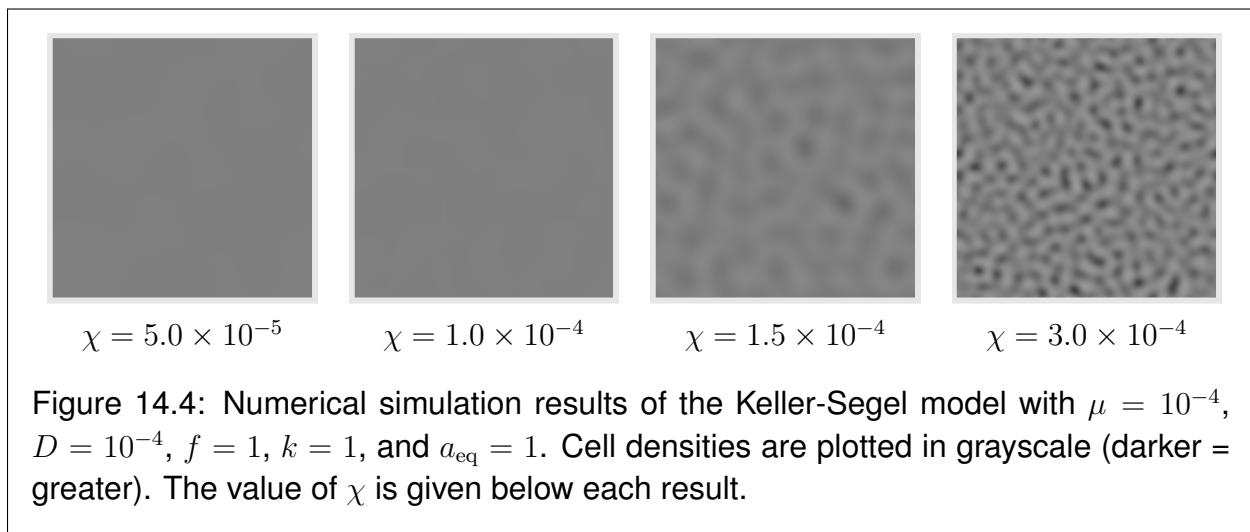 χ = 5.0 × 10⁻⁵ χ = 1.0 × 10⁻⁴ χ = 1.5 × 10⁻⁴ χ = 3.0 × 10⁻⁴
Figure 14.4: Numerical simulation results of the Keller-Segel model with μ = 10⁻⁴,
D = 10⁻⁴, f = 1, k = 1, and a_eq = 1. Cell densities are plotted in grayscale (darker =
greater). The value of χ is given below each result.